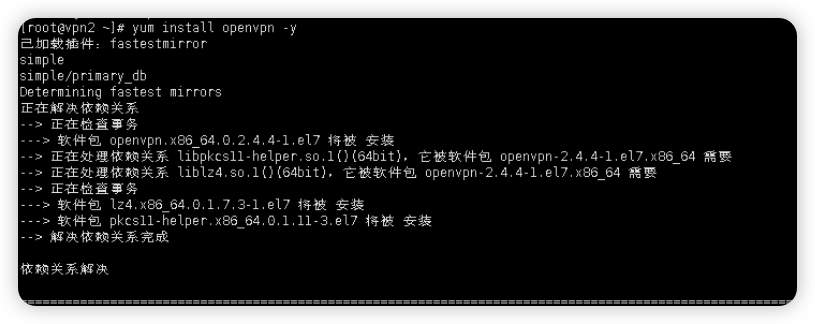 [root@vpn2 ~]# yum install openvpn -y
已加载插件：fastestmirror
simple
simple/primary_db
Determining fastest mirrors
正在解决依赖关系
--> 正在检查事务
---> 软件包 openvpn.x86_64.0.2.4.4-1.el7 将被 安装
--> 正在处理依赖关系 libpkcs11-helper.so.1()(64bit)，它被软件包 openvpn-2.4.4-1.el7.x86_64 需要
--> 正在处理依赖关系 liblz4.so.1()(64bit)，它被软件包 openvpn-2.4.4-1.el7.x86_64 需要
--> 正在检查事务
---> 软件包 lz4.x86_64.0.1.7.3-1.el7 将被 安装
---> 软件包 pkcs11-helper.x86_64.0.1.11-3.el7 将被 安装
--> 解决依赖关系完成
依赖关系解决